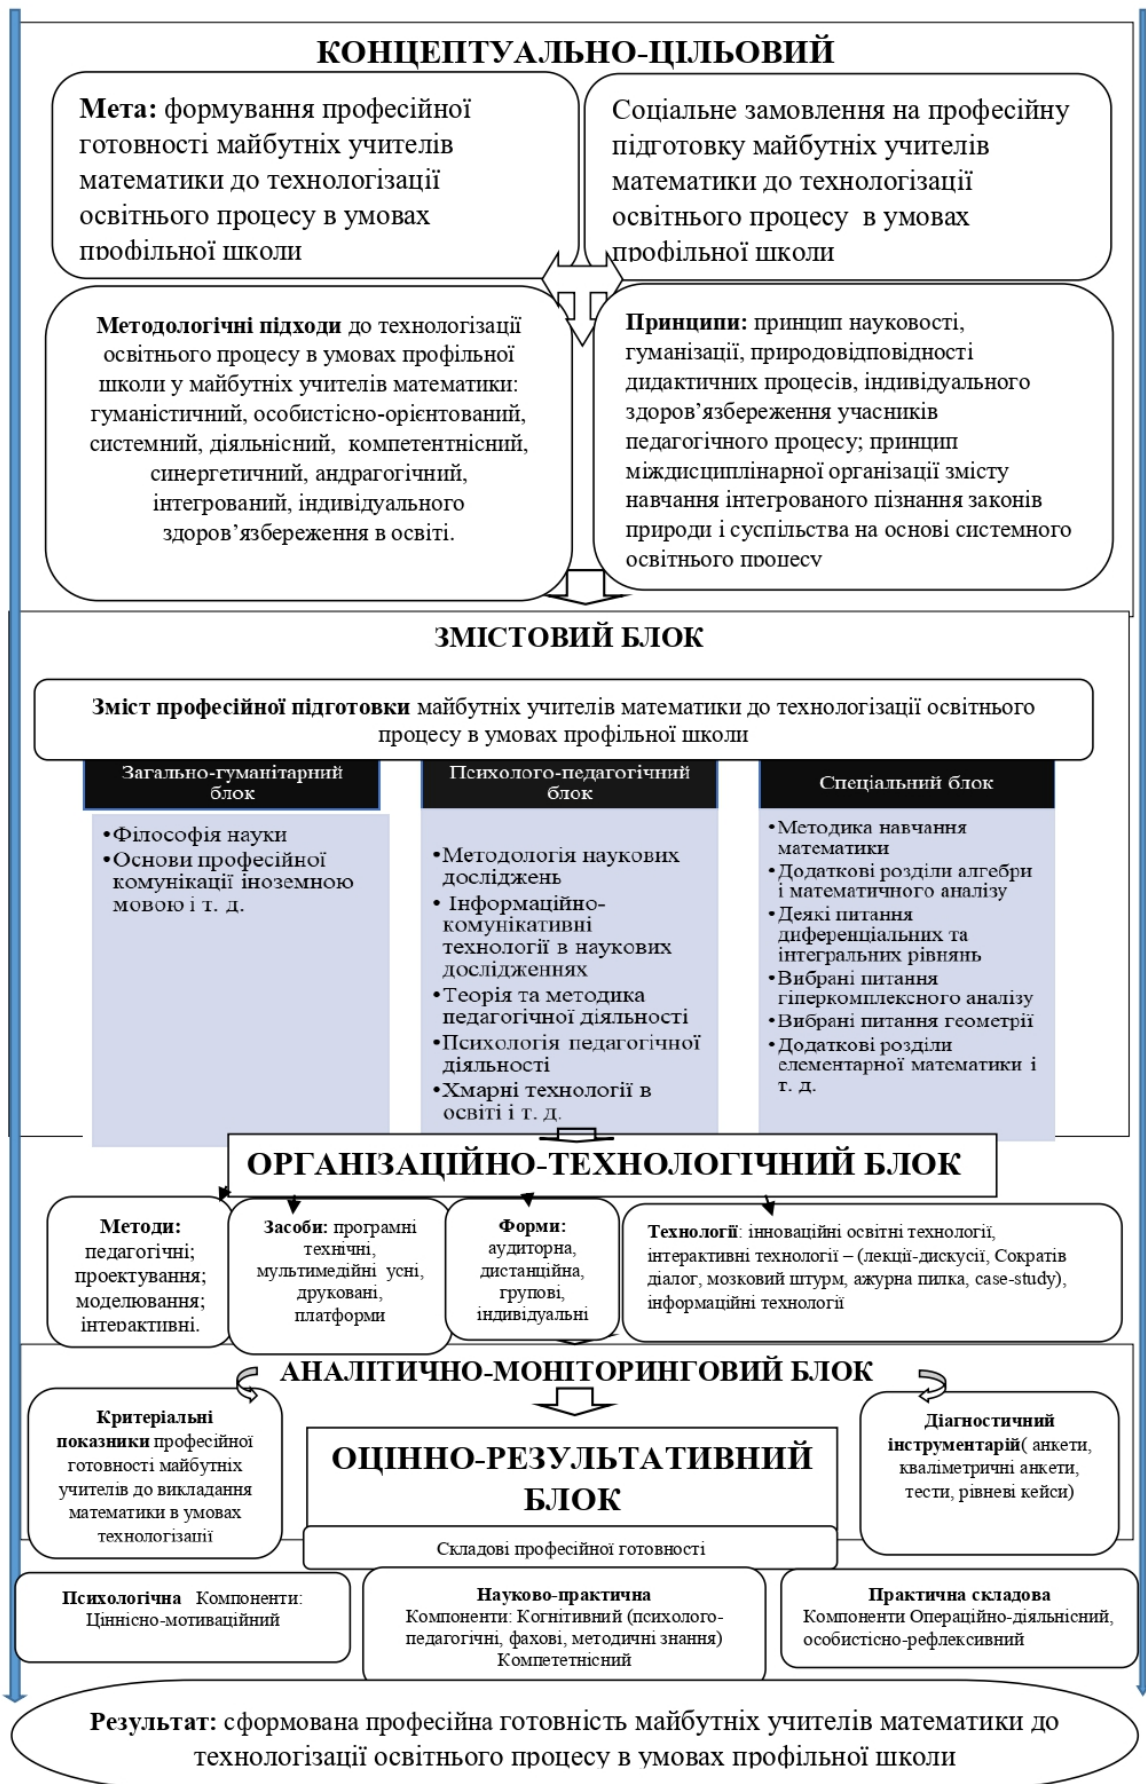 КОНЦЕПТУАЛЬНО-ЦІЛЬОВИЙ
Мета: формування професійної
готовності майбутніх учителів
математики до технологізації
освітнього процесу в умовах
профільної школи
Соціальне замовлення на професійну
підготовку майбутніх учителів
математики до технологізації
освітнього процесу в умовах
профільної школи
Методологічні підходи до технологізації
освітнього процесу в умовах профільної
школи у майбутніх учителів математики:
гуманістичний, особистісно-орієнтований,
системний, діяльнісний, компетентнісний,
синергетичний, андрагогічний,
інтегрований, індивідуального
здоров’язбереження в освіті.
Принципи: принцип науковості,
гуманізації, природовідповідності
дидактичних процесів, індивідуального
здоров’язбереження учасників
педагогічного процесу; принцип
міждисциплінарної організації змісту
навчання інтегрованого пізнання законів
природи і суспільства на основі системного
освітнього процесу
ЗМІСТОВИЙ БЛОК
Зміст професійної підготовки майбутніх учителів математики до технологізації освітнього
процесу в умовах профільної школи
Загально-гуманітарний
блок
•Філософія науки
•Основи професійної
комунікації іноземною
мовою і т. д.
Психолого-педагогічний
блок
•Методологія наукових
досліджень
•Інформаційно-
комунікативні
технології в наукових
дослідженнях
•Теорія та методика
педагогічної діяльності
•Психологія педагогічної
діяльності
•Хмарні технології в
освіті і т. д.
Спеціальний блок
•Методика навчання
математики
•Додаткові розділи алгебри
і математичного аналізу
•Деякі питання
диференціальних та
інтегральних рівнянь
•Вибрані питання
гіперкомплексного аналізу
•Вибрані питання геометрії
•Додаткові розділи
елементарної математики і
т. д.
ОРГАНІЗАЦІЙНО-ТЕХНОЛОГІЧНИЙ БЛОК
Методи:
педагогічні;
проектування;
моделювання;
інтерактивні.
Засоби: програмні
технічні,
мультимедійні усні,
друковані,
платформи
Форми:
аудиторна,
дистанційна,
групові,
індивідуальні
Технології: інноваційні освітні технології,
інтерактивні технології – (лекції-дискусії, Сократів
діалог, мозковий штурм, ажурна пилка, case-study),
інформаційні технології
АНАЛІТИЧНО-МОНІТОРИНГОВИЙ БЛОК
Критеріальні
показники професійної
готовності майбутніх
учителів до викладання
математики в умовах
технологізації
ОЦІННО-РЕЗУЛЬТАТИВНИЙ
БЛОК
Діагностичний
інструментарій( анкети,
кваліметричні анкети,
тести, рівневі кейси)
Складові професійної готовності
Психологічна Компоненти:
Ціннісно-мотиваційний
Науково-практична
Компоненти: Когнітивний (психолого-
педагогічні, фахові, методичні знання)
Компететнісний
Практична складова
Компоненти Операційно-діяльнісний,
особистісно-рефлексивний
Результат: сформована професійна готовність майбутніх учителів математики до
технологізації освітнього процесу в умовах профільної школи